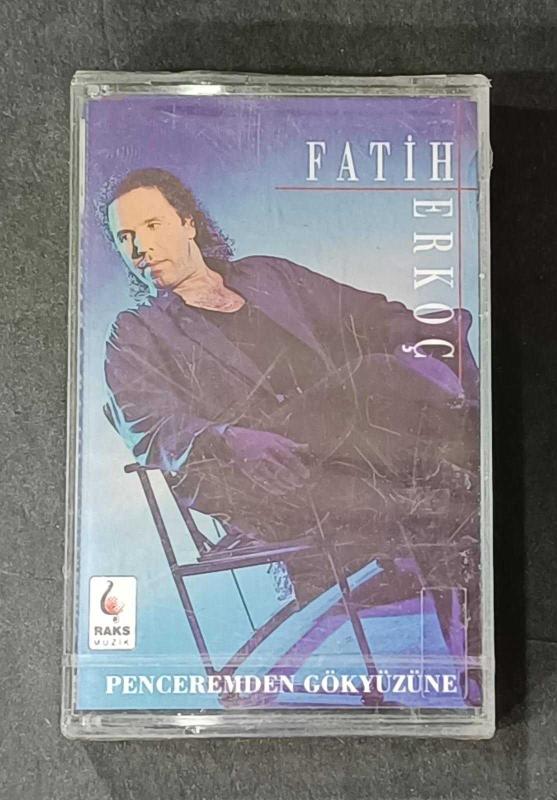 FATİH
ERKOÇ
RAKS
MÜZİK
PENCEREMDEN GÖKYÜZÜNE